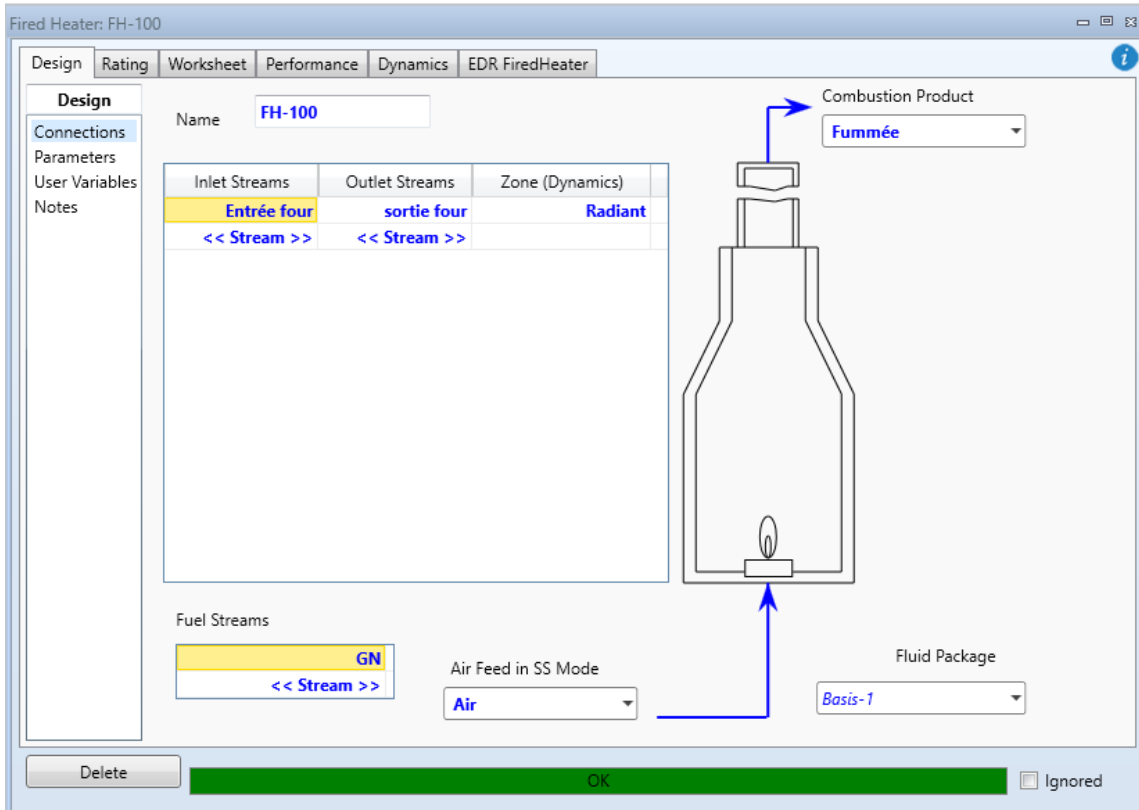 Fired Heater: FH-100
Design Rating Worksheet Performance Dynamics EDR FiredHeater
i
Design
Connections
Parameters
User Variables
Notes
Name FH-100
Inlet Streams Outlet Streams Zone (Dynamics)
Entrée four sortie four Radiant
<< Stream >> << Stream >>
Combustion Product
Fummée
Fuel Streams
GN
<< Stream >>
Air Feed in SS Mode
Air
Fluid Package
Basis-1
Delete OK Ignored